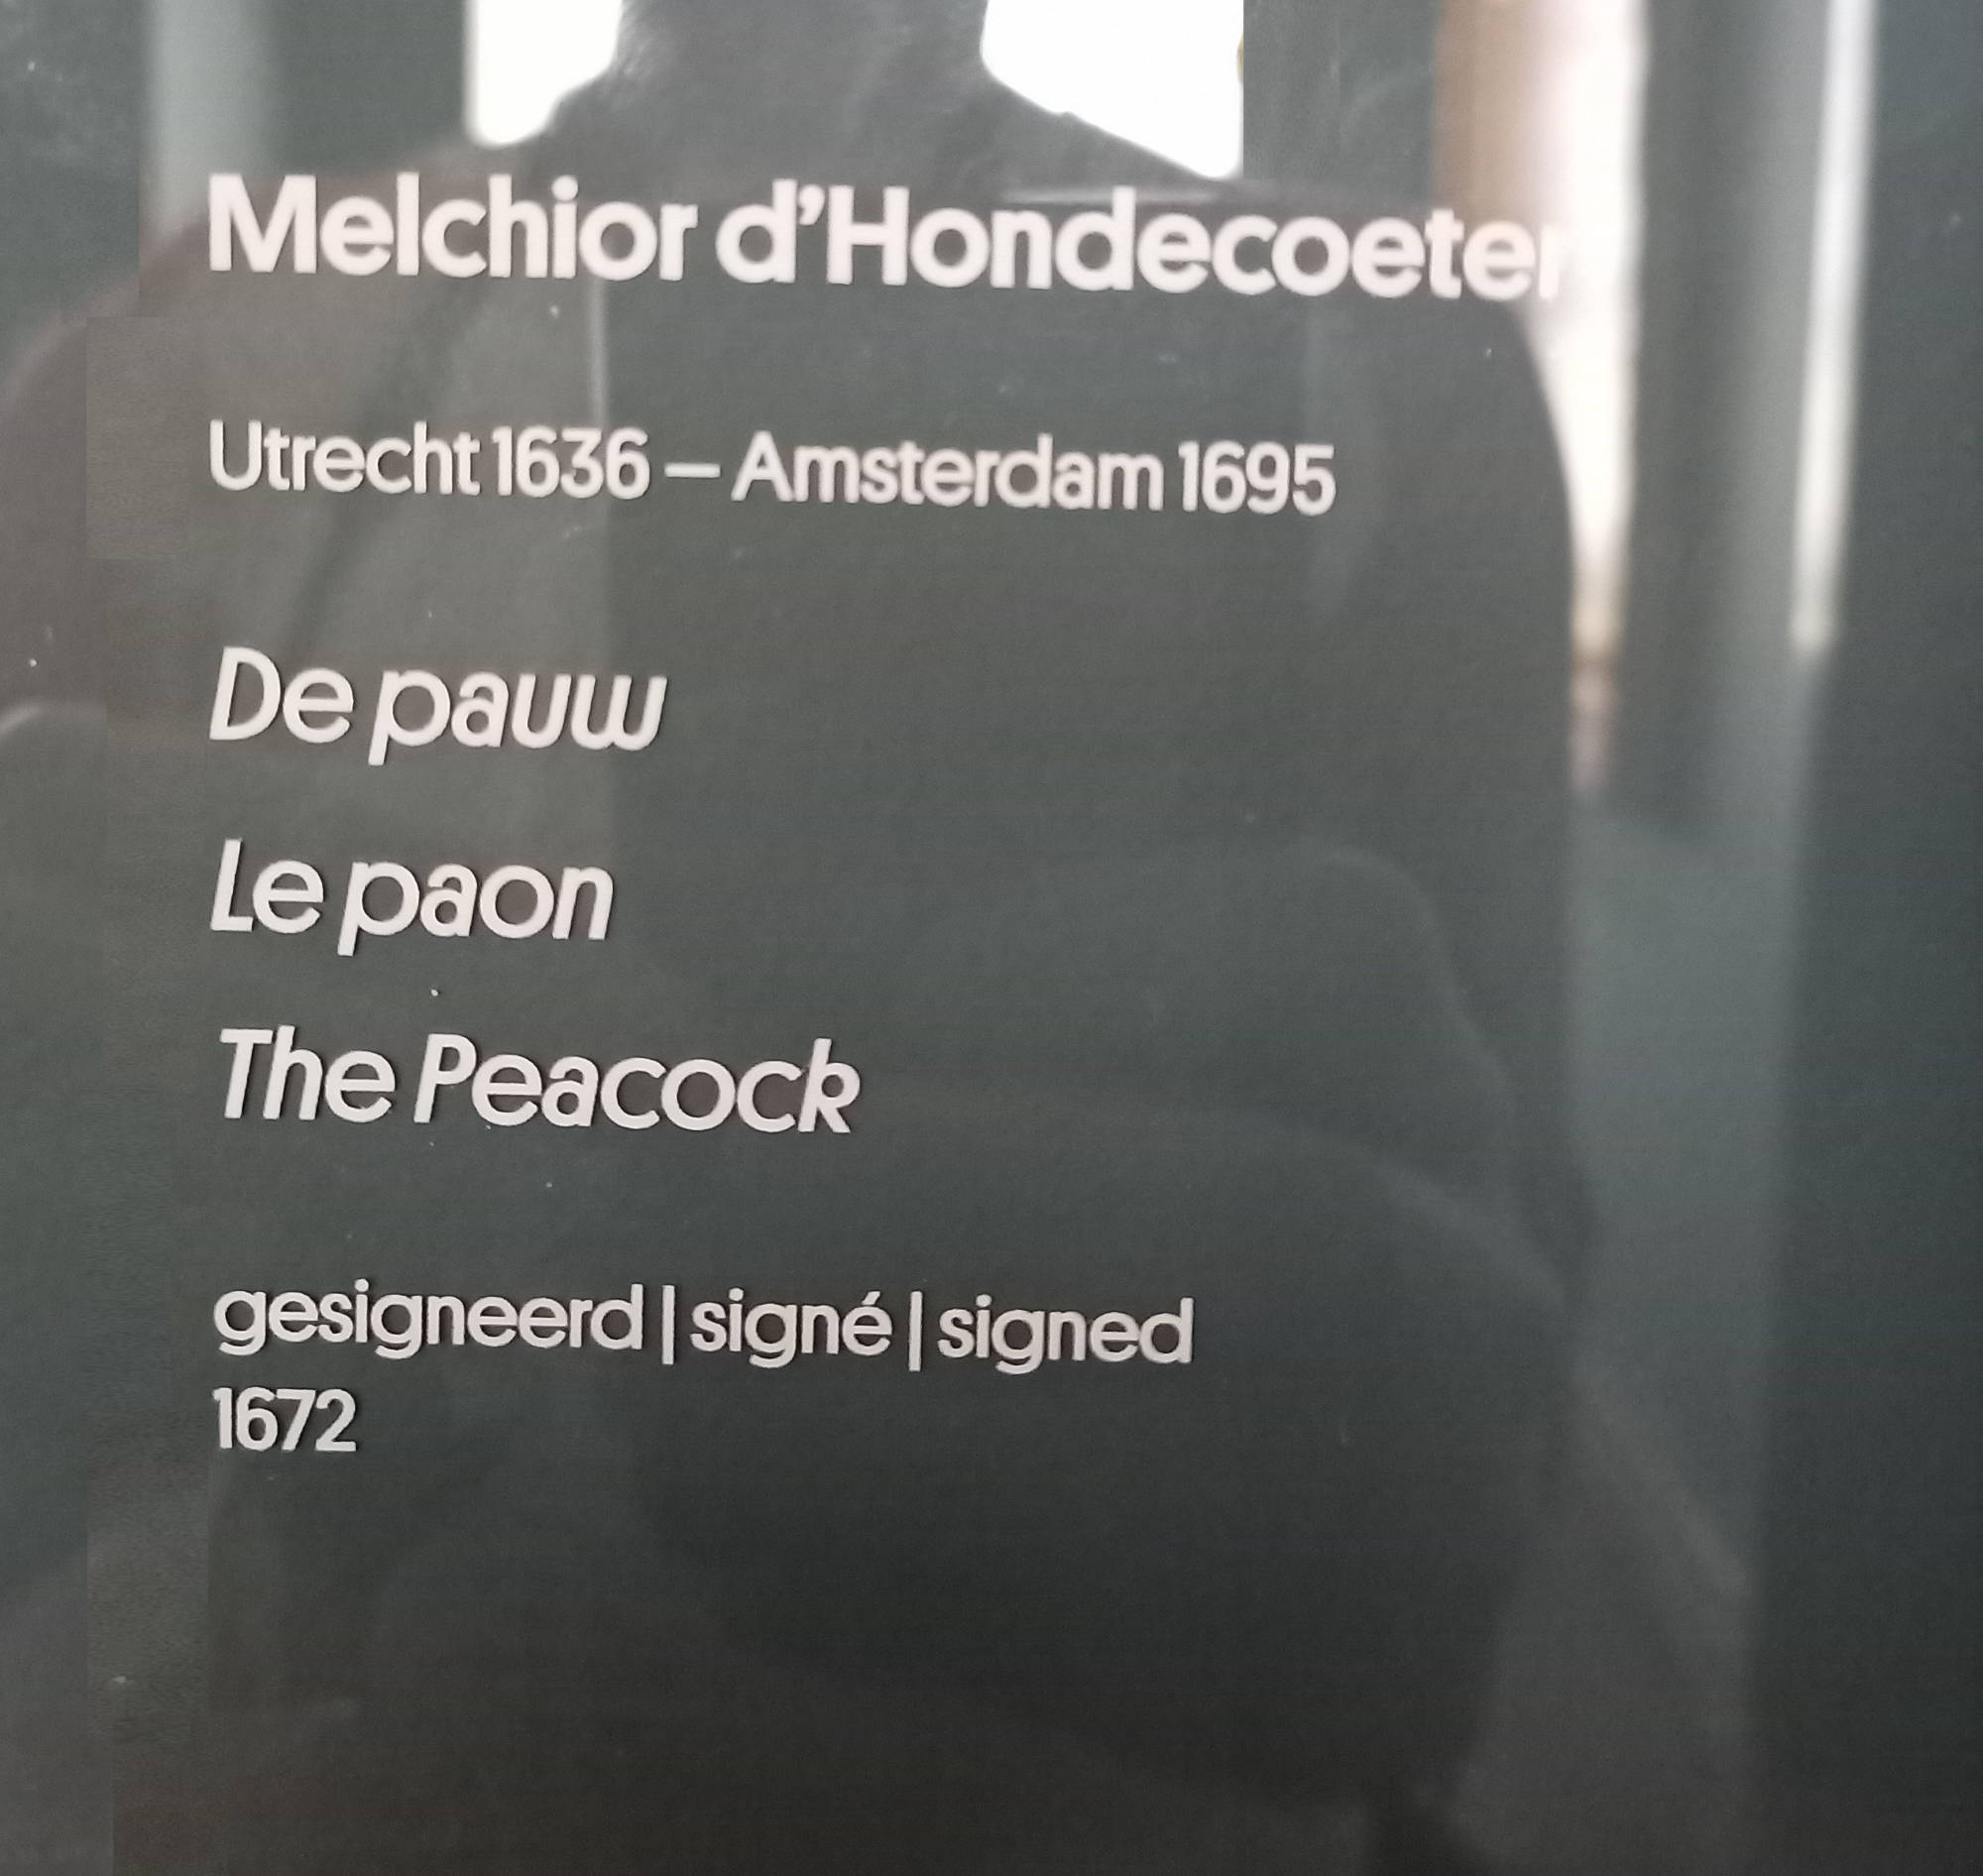 Melchior d'Hondecoeter
Utrecht 1636 – Amsterdam 1695
De pauw
Le paon
The Peacock
gesigneerd | signé | signed
1672